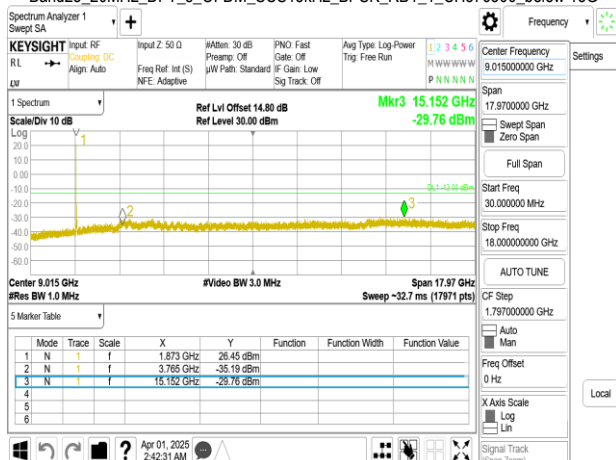 Spectrum Analyzer 1
Swept SA
+
Frequency
KEYSIGHT
Input: RF
Input Z: 50 Ω
#Atten: 30 dB
PNO: Fast
Avg Type: Log-Power
1 2 3 4 5 6
RL
Coupling: DC
Preamp: Off
Gate: Off
Trig: Free Run
M W W W W W
Align: Auto
Freq Ref: Int (S)
µW Path: Standard
IF Gain: Low
NFE: Adaptive
Sig Track: Off
P N N N N N
1 Spectrum
Ref Lvl Offset 14.80 dB
Mkr3 15.152 GHz
Scale/Div 10 dB
Ref Level 30.00 dBm
-29.76 dBm
Log
20.0
10.0
0.00
-10.0
-20.0
-30.0
-40.0
-50.0
-60.0
1
2
3
DL1 -13.00 dBm
Center 9.015 GHz
#Video BW 3.0 MHz
Span 17.97 GHz
#Res BW 1.0 MHz
Sweep ~32.7 ms (17971 pts)
5 Marker Table
Mode Trace Scale X Y Function Function Width Function Value
1 N 1 f 1.873 GHz 26.45 dBm
2 N 1 f 3.765 GHz -35.19 dBm
3 N 1 f 15.152 GHz -29.76 dBm
4
5
6
?
Apr 01, 2025
2:42:31 AM
Center Frequency
9.015000000 GHz
Settings
Span
17.9700000 GHz
Swept Span
Zero Span
Full Span
Start Freq
30.000000 MHz
Stop Freq
18.000000000 GHz
AUTO TUNE
CF Step
1.797000000 GHz
Auto
Man
Freq Offset
0 Hz
Local
X Axis Scale
Log
Lin
Signal Track